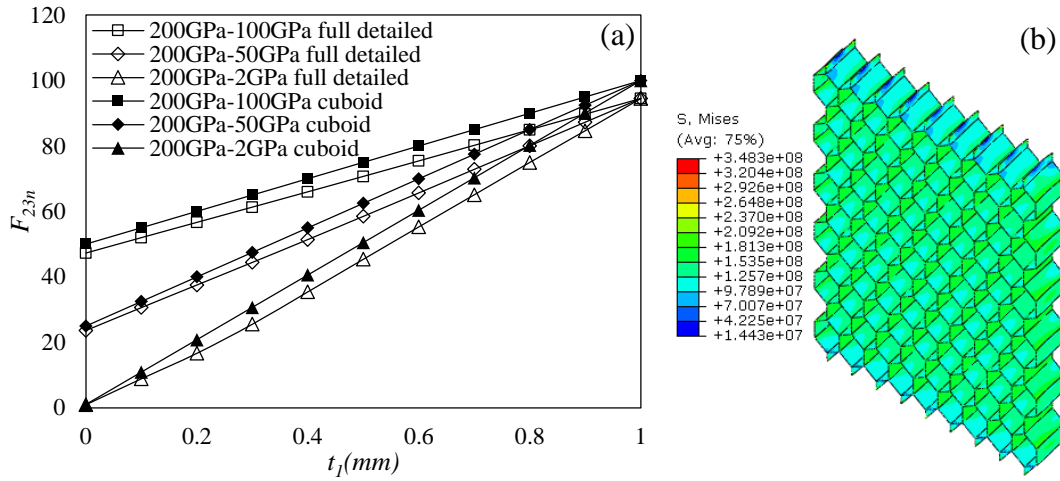 120
100
80
60
40
20
0
F23n
200GPa-100GPa full detailed
200GPa-50GPa full detailed
200GPa-2GPa full detailed
200GPa-100GPa cuboid
200GPa-50GPa cuboid
200GPa-2GPa cuboid
(a)
0 0.2 0.4 0.6 0.8 1
t1(mm)
(b)
S, Mises
(Avg: 75%)
+3.483e+08
+3.204e+08
+2.926e+08
+2.648e+08
+2.370e+08
+2.092e+08
+1.813e+08
+1.535e+08
+1.257e+08
+9.789e+07
+7.007e+07
+4.225e+07
+1.443e+07